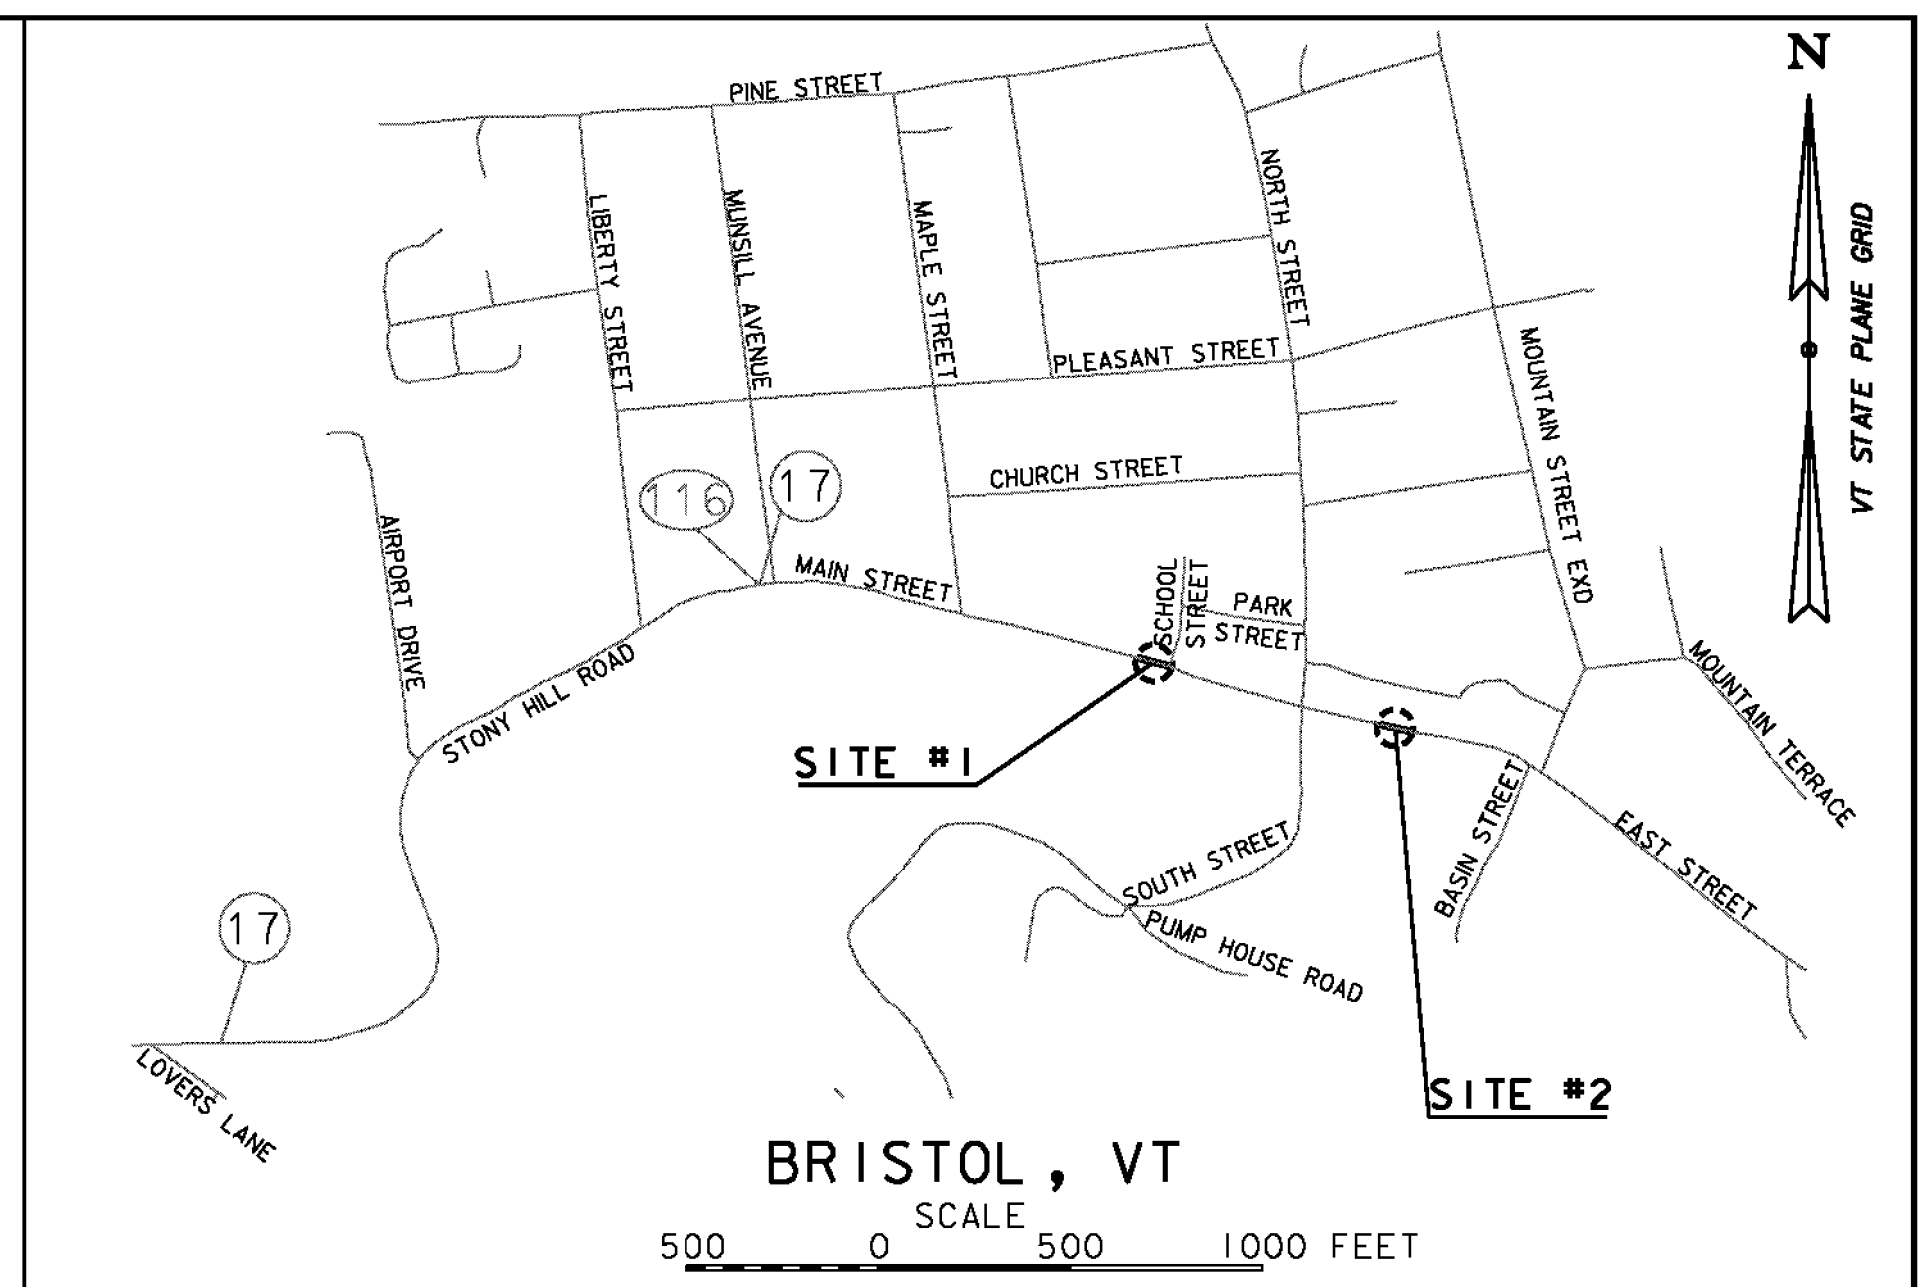 N
PINE STREET
NORTH STREET
LIBERTY STREET
MUNSILL AVENUE
MAPLE STREET
VT STATE PLANE GRID
PLEASANT STREET
MOUNTAIN STREET EXD
CHURCH STREET
116
17
AIRPORT DRIVE
MAIN STREET
SCHOOL
STREET
PARK
STREET
MOUNTAIN TERRACE
STONY HILL ROAD
SITE #1
BASIN STREET
EAST STREET
SOUTH STREET
PUMP HOUSE ROAD
17
LOVERS LANE
SITE #2
BRISTOL, VT
SCALE
500 0 500 1000 FEET